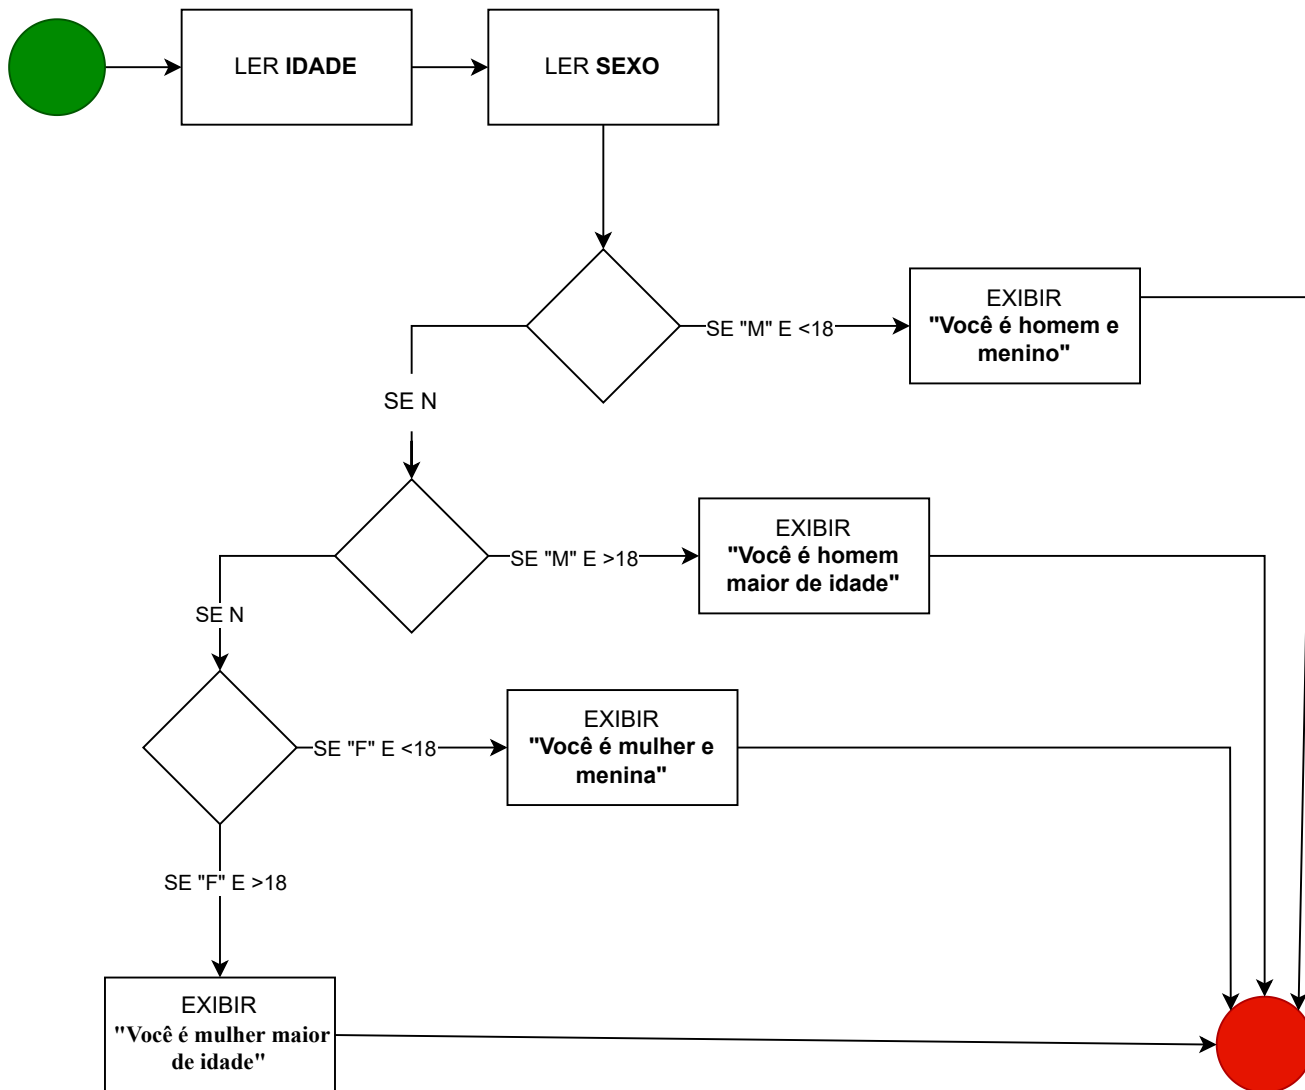 LER IDADE
LER SEXO
SE "M" E <18
EXIBIR
"Você é homem e
menino"
SE N
SE "M" E >18
EXIBIR
"Você é homem
maior de idade"
SE N
SE "F" E <18
EXIBIR
"Você é mulher e
menina"
SE "F" E >18
EXIBIR
"Você é mulher maior
de idade"